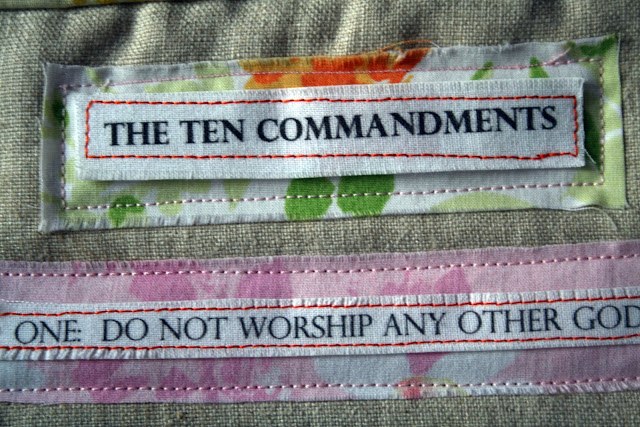 THE TEN COMMANDMENTS
ONE: DO NOT WORSHIP ANY OTHER GOD